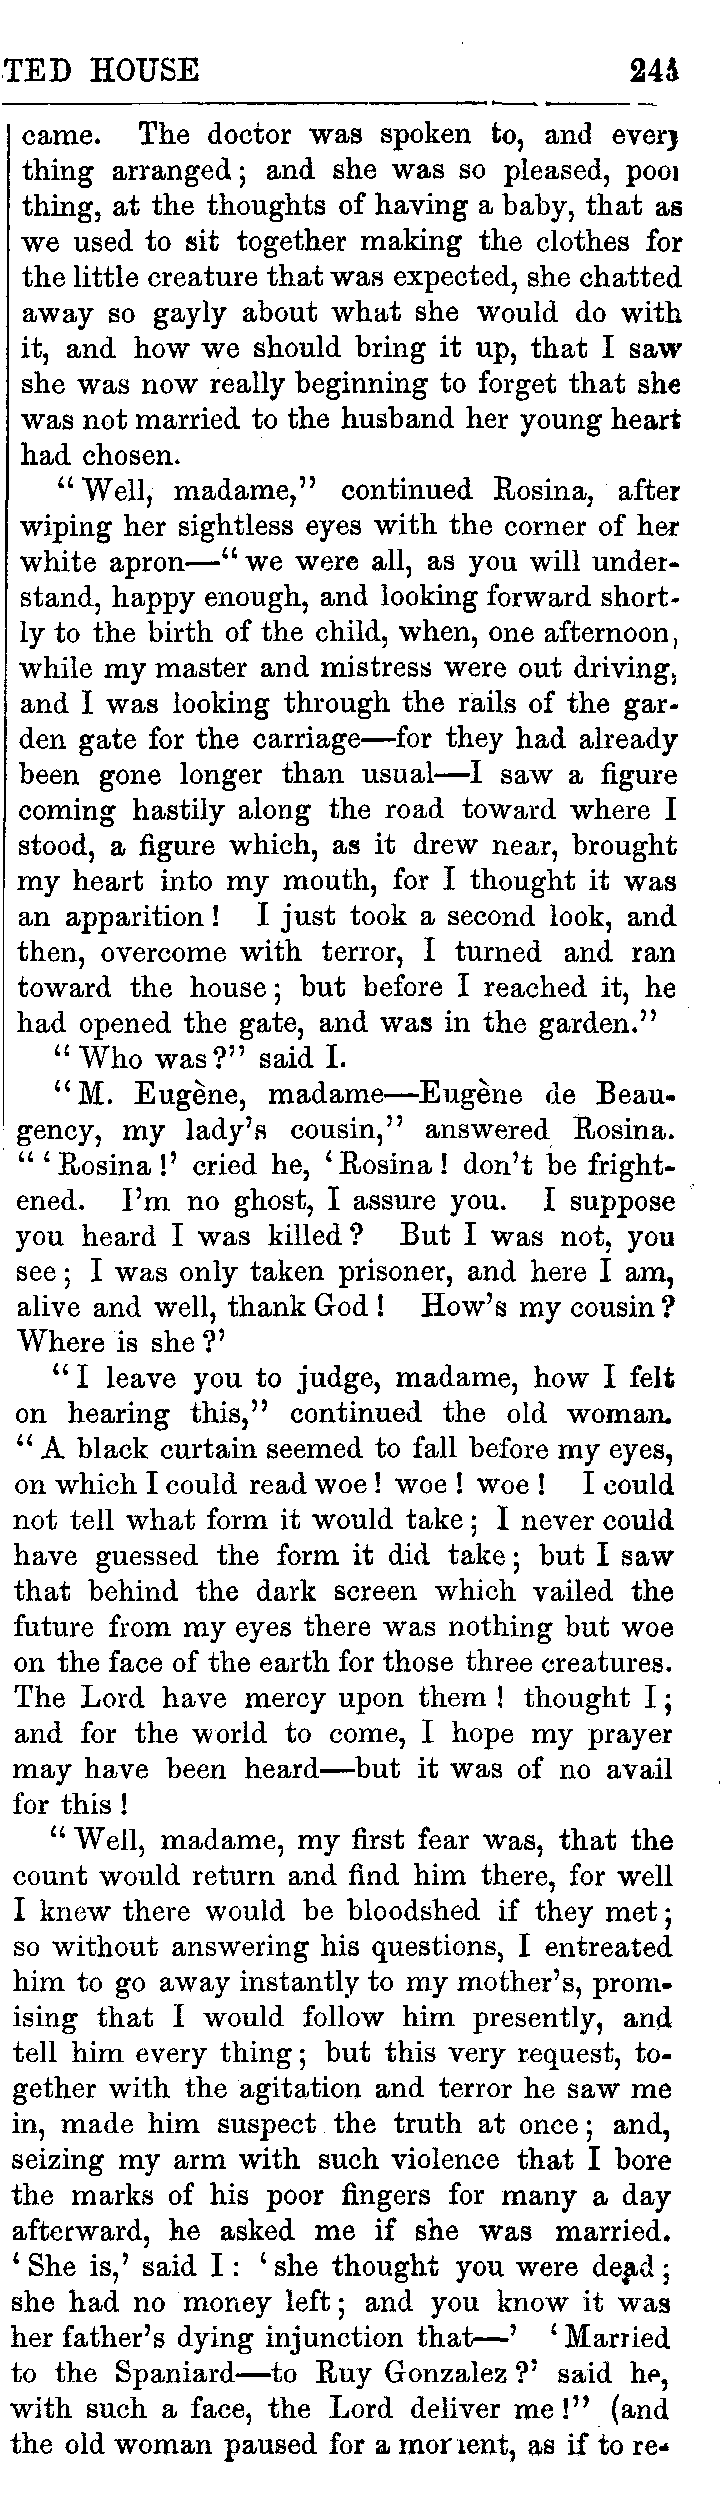 TED HOUSE 245
came. The doctor was spoken to, and every
thing arranged; and she was so pleased, poor
thing, at the thoughts of having a baby, that as
we used to sit together making the clothes for
the little creature that was expected, she chatted
away so gayly about what she would do with
it, and how we should bring it up, that I saw
she was now really beginning to forget that she
was not married to the husband her young heart
had chosen.
“Well, madame,” continued Rosina, after
wiping her sightless eyes with the corner of her
white apron—“we were all, as you will under-
stand, happy enough, and looking forward short-
ly to the birth of the child, when, one afternoon,
while my master and mistress were out driving,
and I was looking through the rails of the gar-
den gate for the carriage—for they had already
been gone longer than usual—I saw a figure
coming hastily along the road toward where I
stood, a figure which, as it drew near, brought
my heart into my mouth, for I thought it was
an apparition! I just took a second look, and
then, overcome with terror, I turned and ran
toward the house; but before I reached it, he
had opened the gate, and was in the garden.”
“Who was?” said I.
“M. Eugène, madame—Eugène de Beau-
gency, my lady’s cousin,” answered Rosina.
“‘Rosina!’ cried he, ‘Rosina! don’t be fright-
ened. I’m no ghost, I assure you. I suppose
you heard I was killed? But I was not, you
see; I was only taken prisoner, and here I am,
alive and well, thank God! How’s my cousin?
Where is she?’
“I leave you to judge, madame, how I felt
on hearing this,” continued the old woman.
“A black curtain seemed to fall before my eyes,
on which I could read woe! woe! woe! I could
not tell what form it would take; I never could
have guessed the form it did take; but I saw
that behind the dark screen which vailed the
future from my eyes there was nothing but woe
on the face of the earth for those three creatures.
The Lord have mercy upon them! thought I;
and for the world to come, I hope my prayer
may have been heard—but it was of no avail
for this!
“Well, madame, my first fear was, that the
count would return and find him there, for well
I knew there would be bloodshed if they met;
so without answering his questions, I entreated
him to go away instantly to my mother’s, prom-
ising that I would follow him presently, and
tell him every thing; but this very request, to-
gether with the agitation and terror he saw me
in, made him suspect the truth at once; and,
seizing my arm with such violence that I bore
the marks of his poor fingers for many a day
afterward, he asked me if she was married.
‘She is,’ said I: ‘she thought you were dead;
she had no money left; and you know it was
her father’s dying injunction that—’ ‘Married
to the Spaniard—to Ruy Gonzalez?’ said he,
with such a face, the Lord deliver me!” (and
the old woman paused for a moment, as if to re-